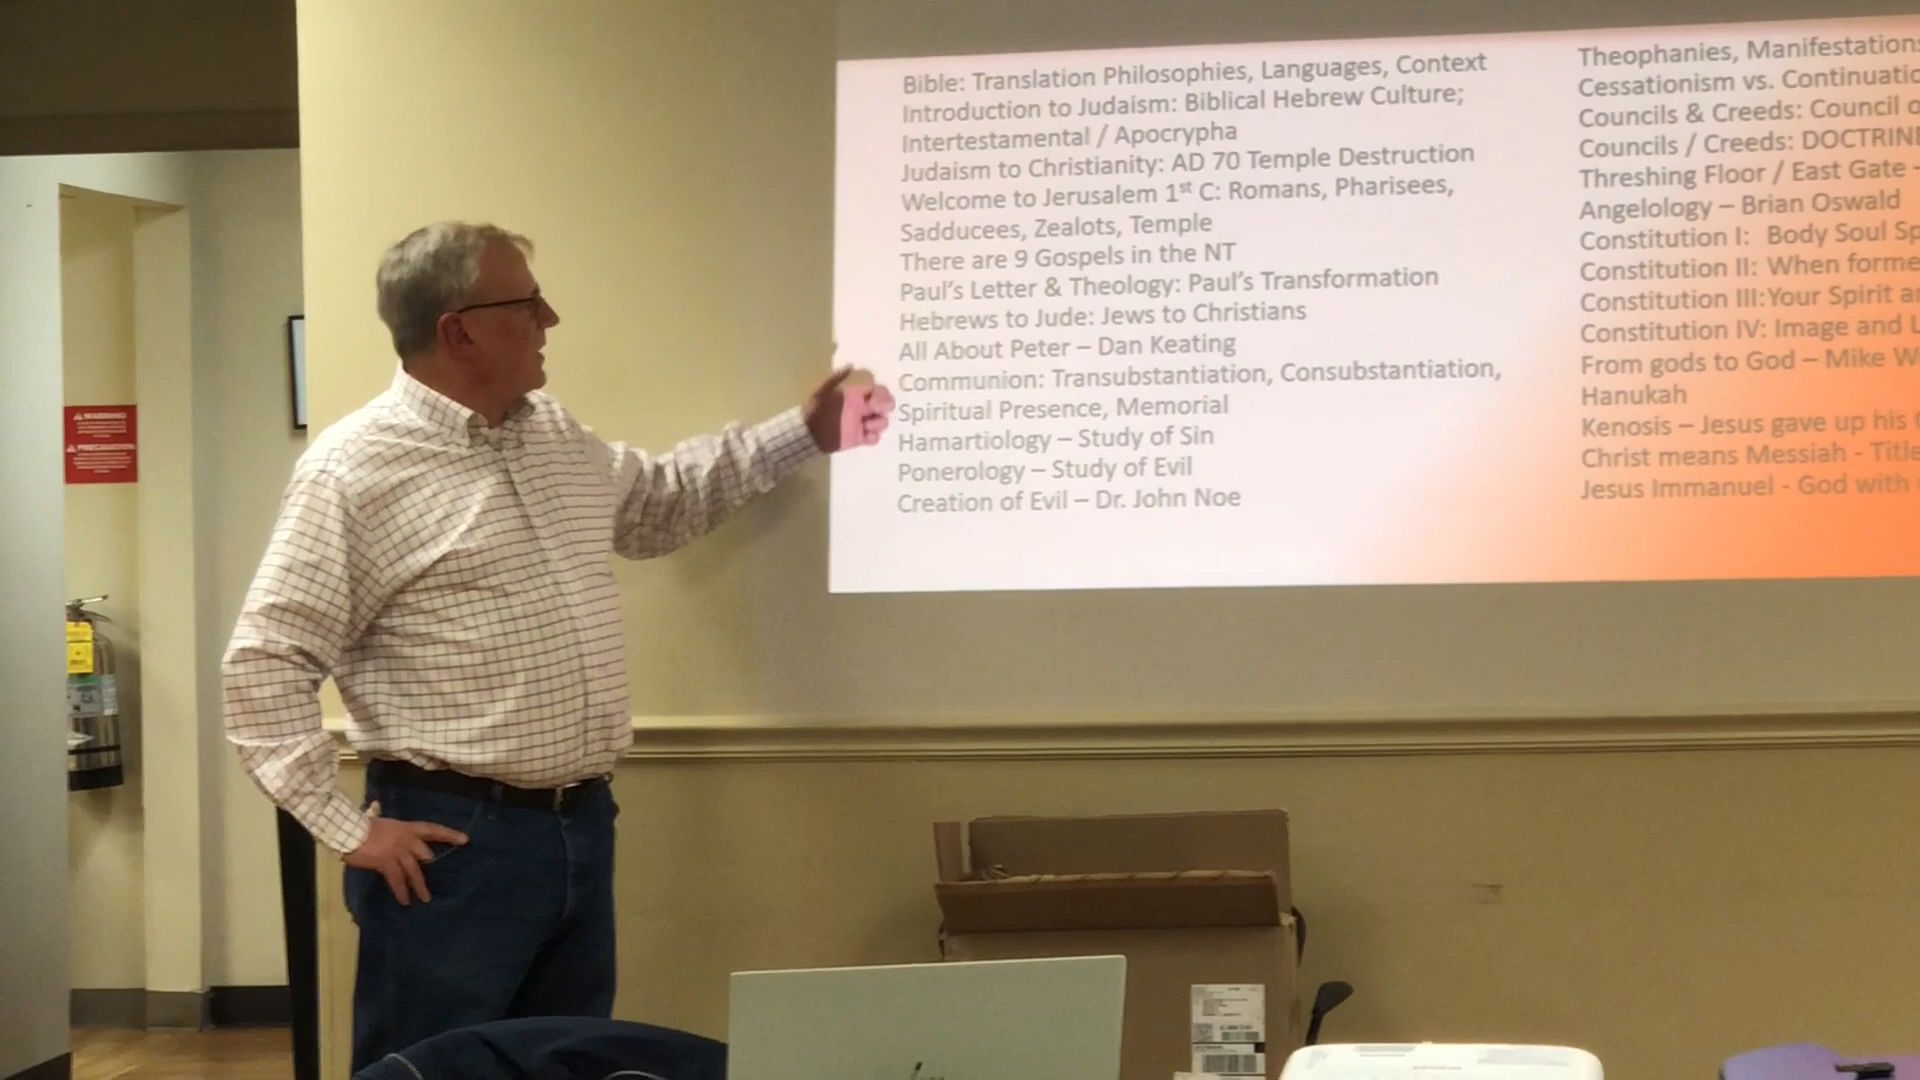 Bible: Translation Philosophies, Languages, Context
Introduction to Judaism: Biblical Hebrew Culture;
Intertestamental / Apocrypha
Judaism to Christianity: AD 70 Temple Destruction
Welcome to Jerusalem 1st C: Romans, Pharisees,
Sadducees, Zealots, Temple
There are 9 Gospels in the NT
Paul's Letter & Theology: Paul's Transformation
Hebrews to Jude: Jews to Christians
All About Peter – Dan Keating
Communion: Transubstantiation, Consubstantiation,
Spiritual Presence, Memorial
Hamartiology – Study of Sin
Ponerology – Study of Evil
Creation of Evil – Dr. John Noe
Theophanies, Manifestations
Cessationism vs. Continuatio
Councils & Creeds: Council o
Councils / Creeds: DOCTRINE
Threshing Floor / East Gate -
Angelology – Brian Oswald
Constitution I: Body Soul Sp
Constitution II: When forme
Constitution III: Your Spirit an
Constitution IV: Image and L
From gods to God – Mike W
Hanukah
Kenosis – Jesus gave up his
Christ means Messiah - Title
Jesus Immanuel - God with
WARNING
PRECAUCIÓN
hp